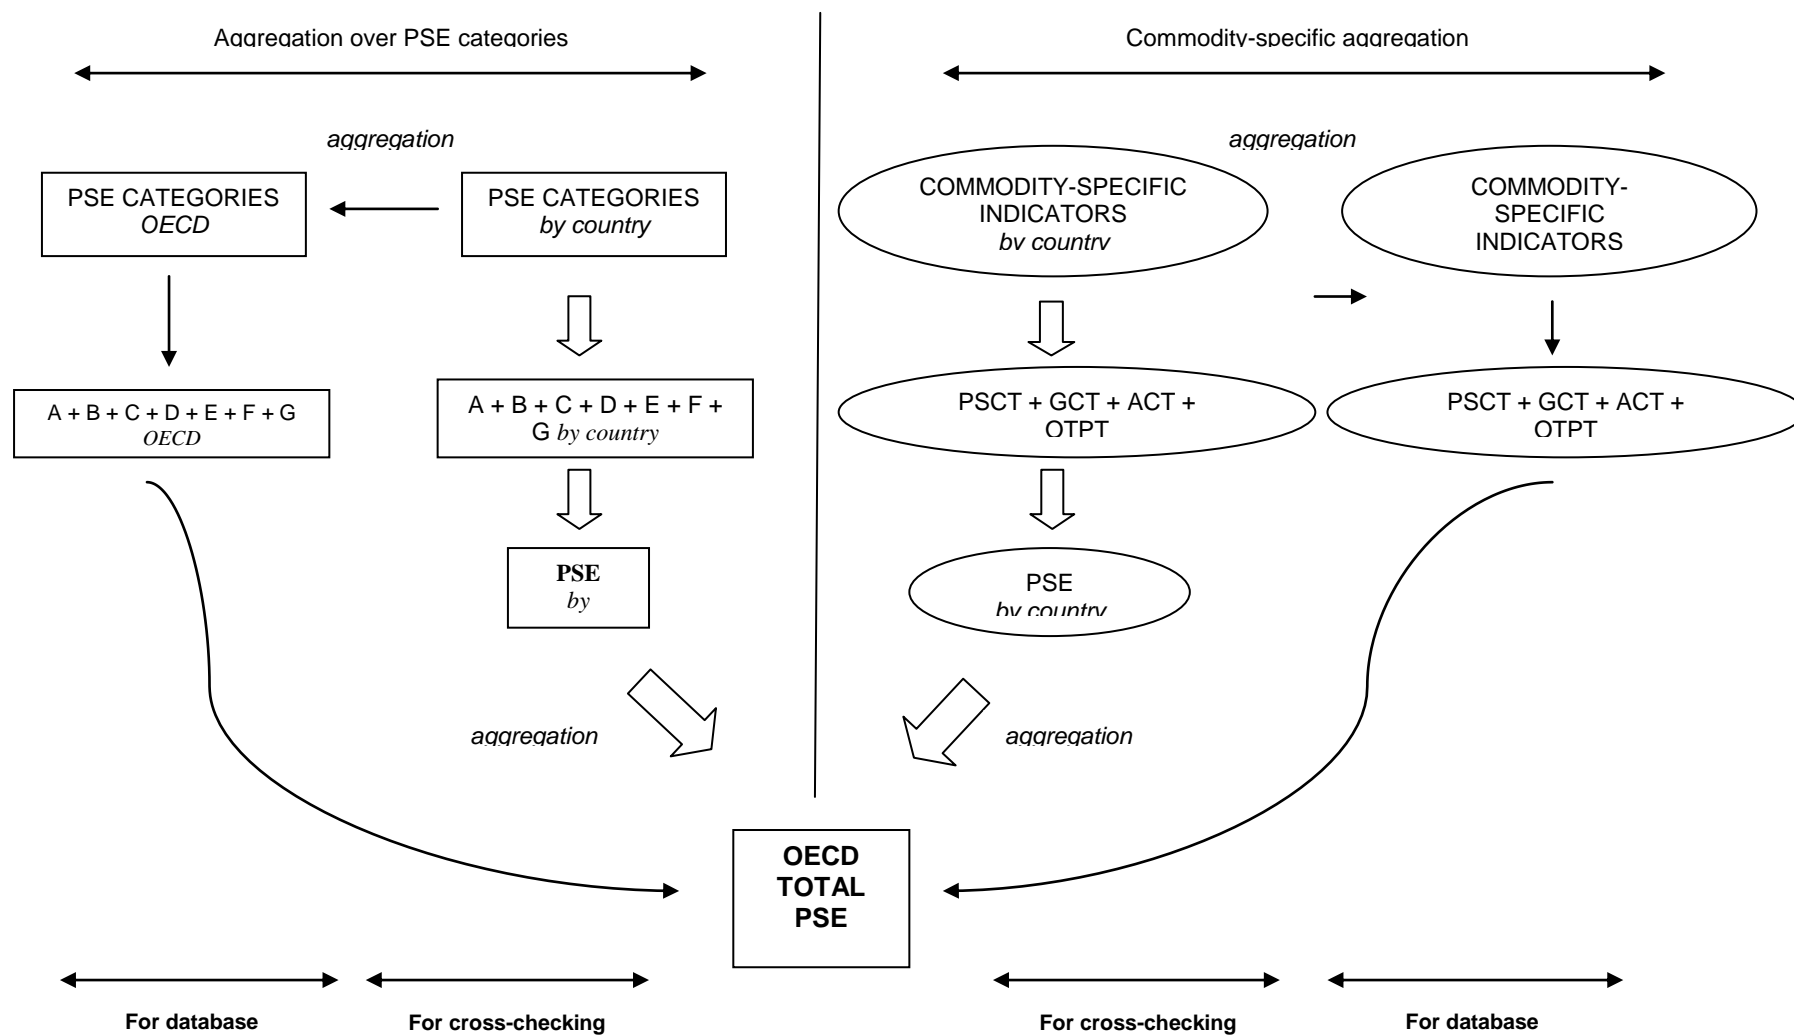 Aggregation over PSE categories
Commodity-specific aggregation
aggregation
aggregation
PSE CATEGORIES
OECD
PSE CATEGORIES
by country
COMMODITY-SPECIFIC
INDICATORS
by country
COMMODITY-
SPECIFIC
INDICATORS
A + B + C + D + E + F + G
OECD
A + B + C + D + E + F +
G by country
PSCT + GCT + ACT +
OTPT
PSCT + GCT + ACT +
OTPT
PSE
by
PSE
by country
aggregation
aggregation
OECD
TOTAL
PSE
For database
For cross-checking
For cross-checking
For database